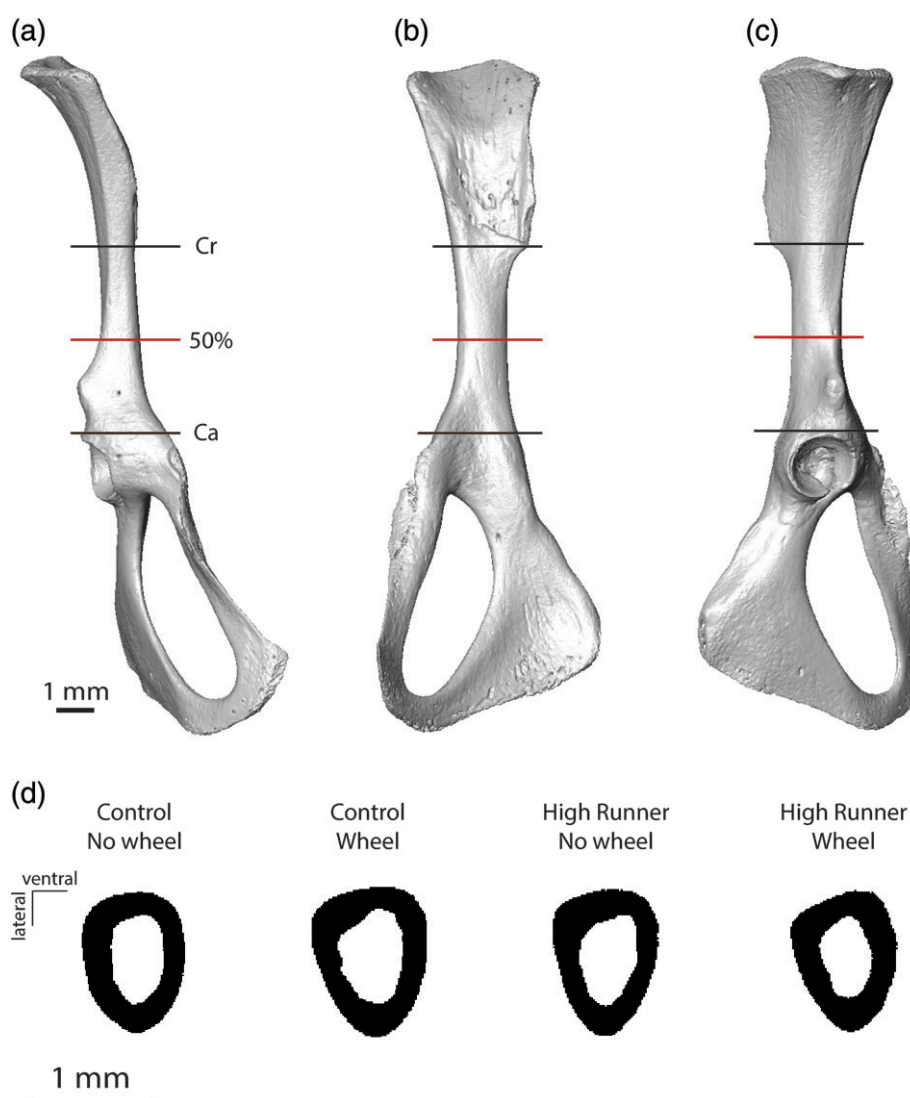 (a)
(b)
(c)
Cr
50%
Ca
1 mm
(d)
Control
No wheel
Control
Wheel
High Runner
No wheel
High Runner
Wheel
ventral
lateral
1 mm